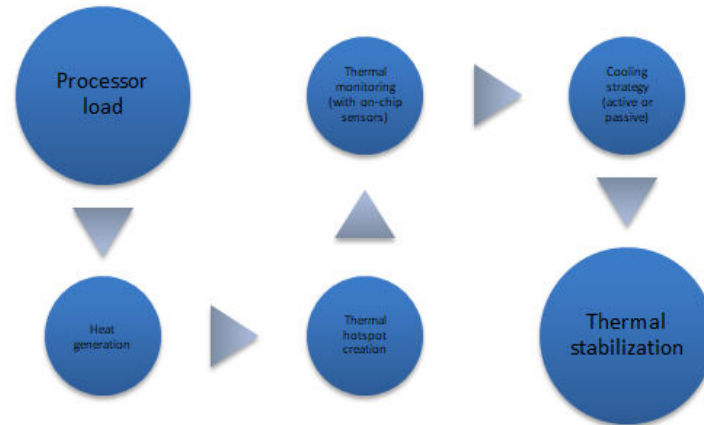 Processor
load
Heat
generation
Thermal
hotspot
creation
Thermal
monitoring
(with on-chip
sensors)
Cooling
strategy
(active or
passive)
Thermal
stabilization